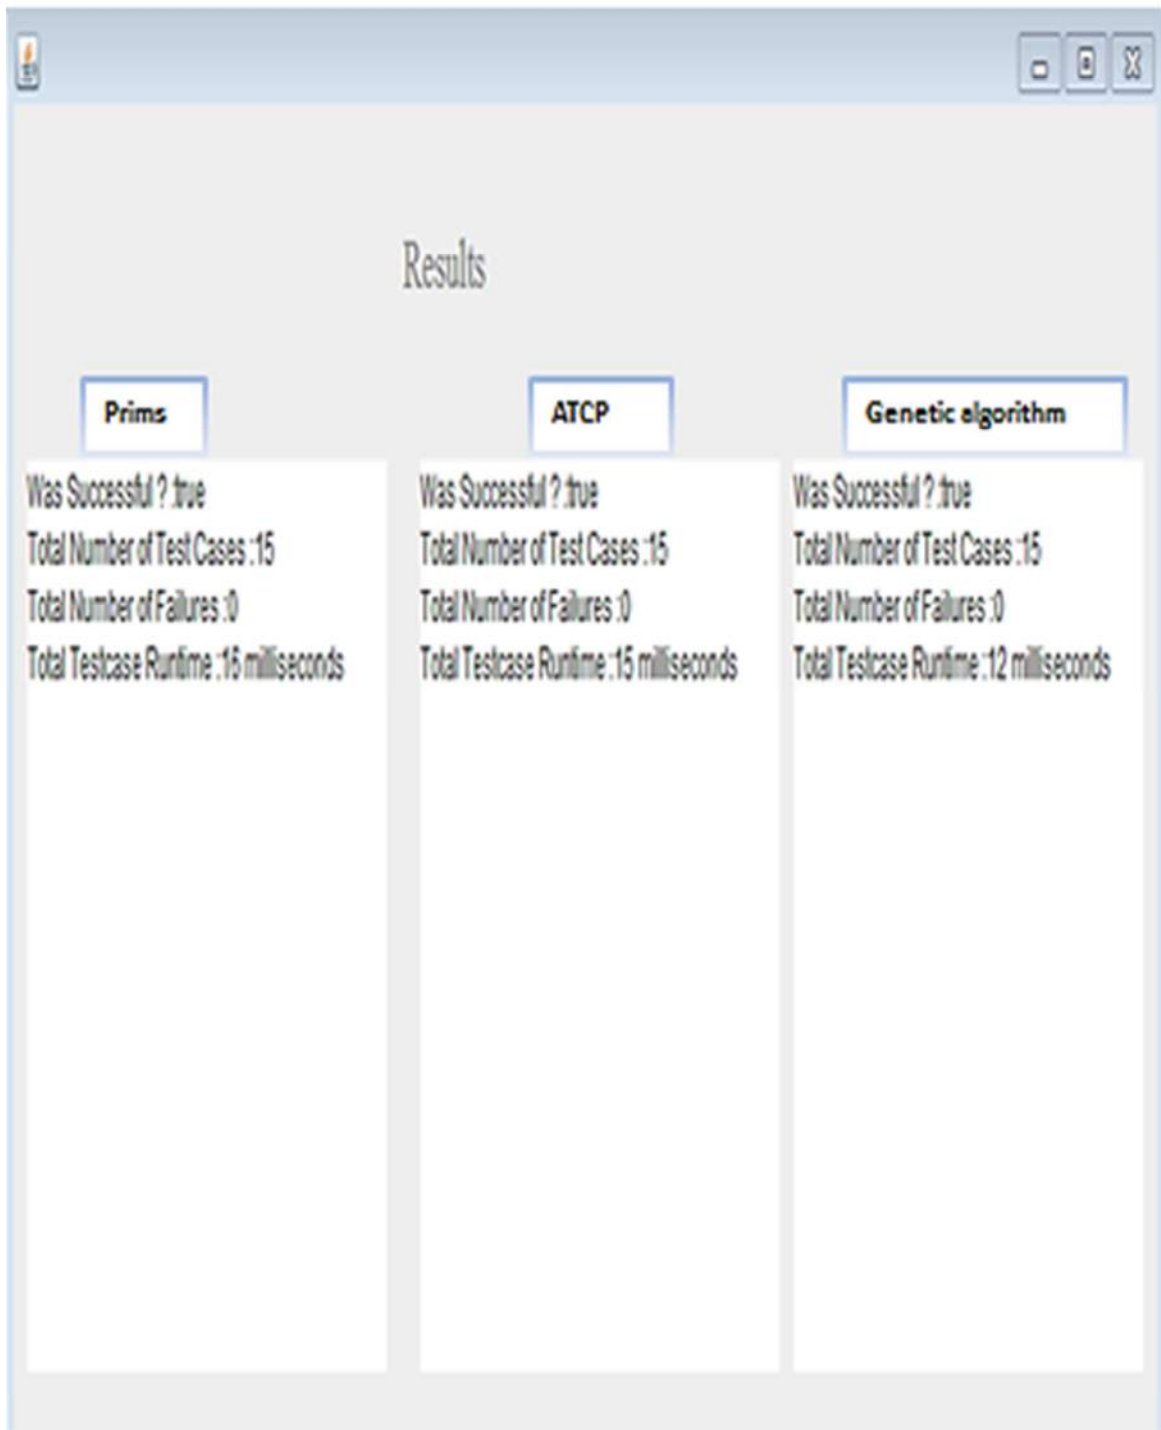 Results
Prims
Was Successful ? :true
Total Number of Test Cases :15
Total Number of Failures :0
Total Testcase Runtime :16 milliseconds
ATCP
Was Successful ? :true
Total Number of Test Cases :15
Total Number of Failures :0
Total Testcase Runtime :15 milliseconds
Genetic algorithm
Was Successful ? :true
Total Number of Test Cases :15
Total Number of Failures :0
Total Testcase Runtime :12 milliseconds